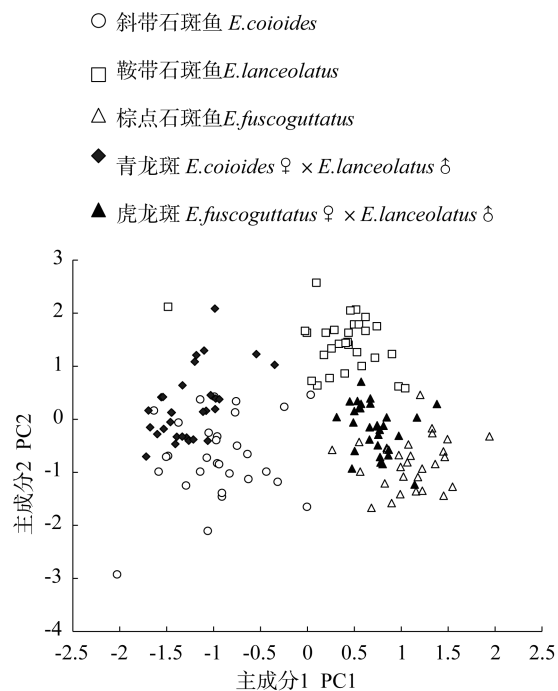 斜带石斑鱼 E.coioides
鞍带石斑鱼E.lanceolatus
棕点石斑鱼E.fuscoguttatus
青龙斑 E.coioides♀ × E.lanceolatus♂
虎龙斑 E.fuscoguttatus♀ × E.lanceolatus♂
3
2
1
0
-1
-2
-3
-4
主成分2 PC2
-2.5 -2 -1.5 -1 -0.5 0 0.5 1 1.5 2 2.5
主成分1 PC1